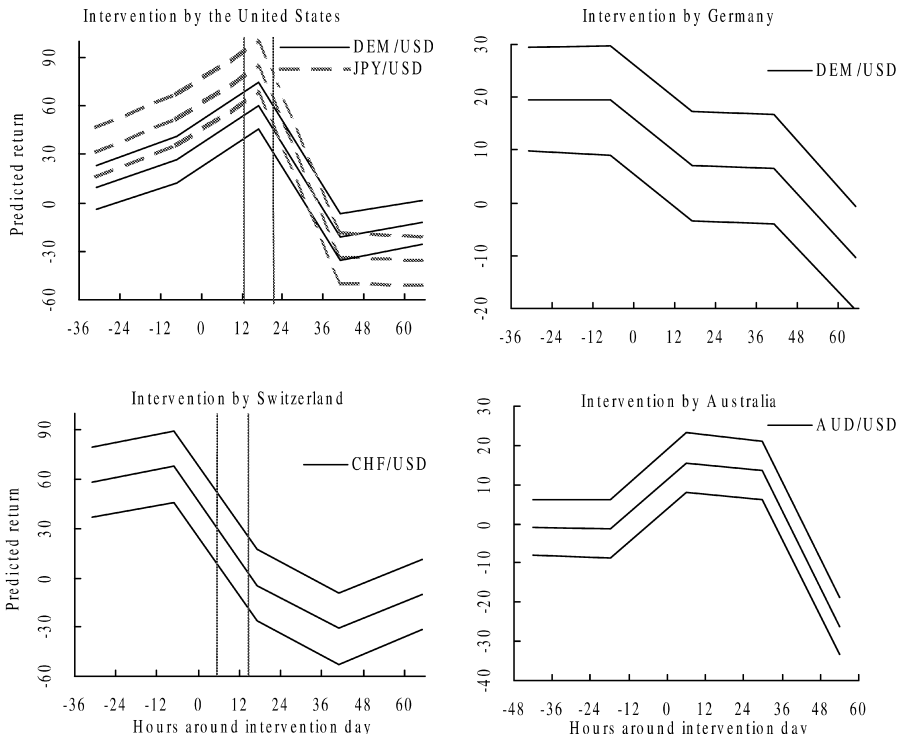 Intervention by the United States
DEM/USD
JPY/USD
Predicted return
90
60
30
0
-30
-60
-36 -24 -12 0 12 24 36 48 60
Intervention by Germany
DEM/USD
30
20
10
0
-10
-20
-36 -24 -12 0 12 24 36 48 60
Intervention by Switzerland
CHF/USD
Predicted return
90
60
30
0
-30
-60
-36 -24 -12 0 12 24 36 48 60
Hours around intervention day
Intervention by Australia
AUD/USD
30
20
10
0
-10
-20
-30
-40
-48 -36 -24 -12 0 12 24 36 48 60
Hours around intervention day